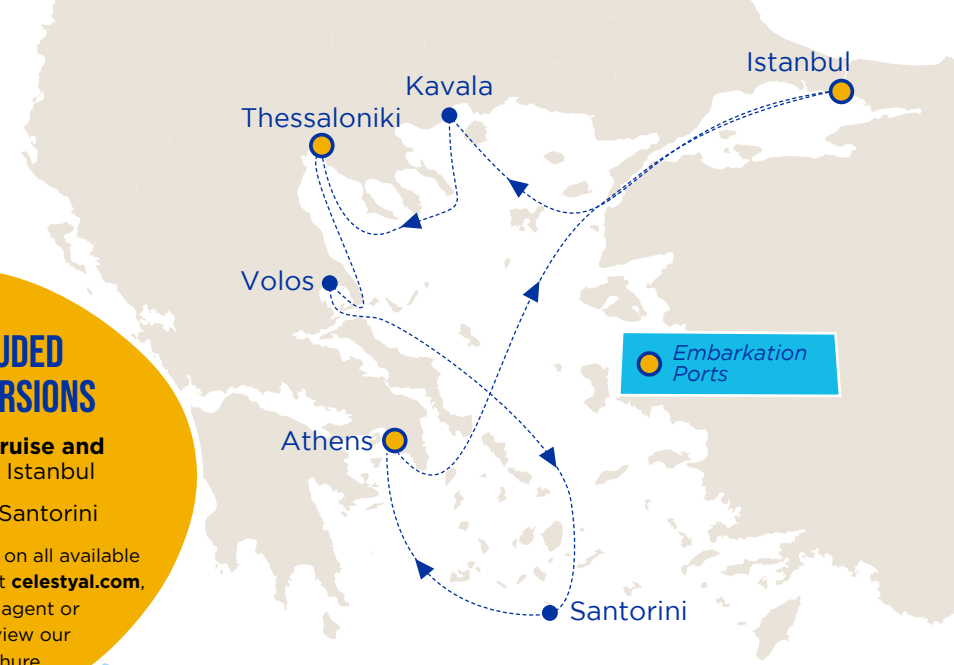 Istanbul
Kavala
Thessaloniki
Volos
Embarkation
Ports
Athens
Santorini
UDED
RSIONS
ruise and
Istanbul
Santorini
on all available
t celestyal.com,
agent or
view our
hure